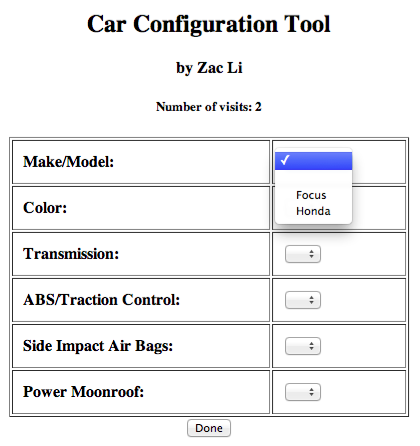 Car Configuration Tool
by Zac Li
Number of visits: 2
Make/Model:
Focus
Honda
Color:
Transmission:
ABS/Traction Control:
Side Impact Air Bags:
Power Moonroof:
Done